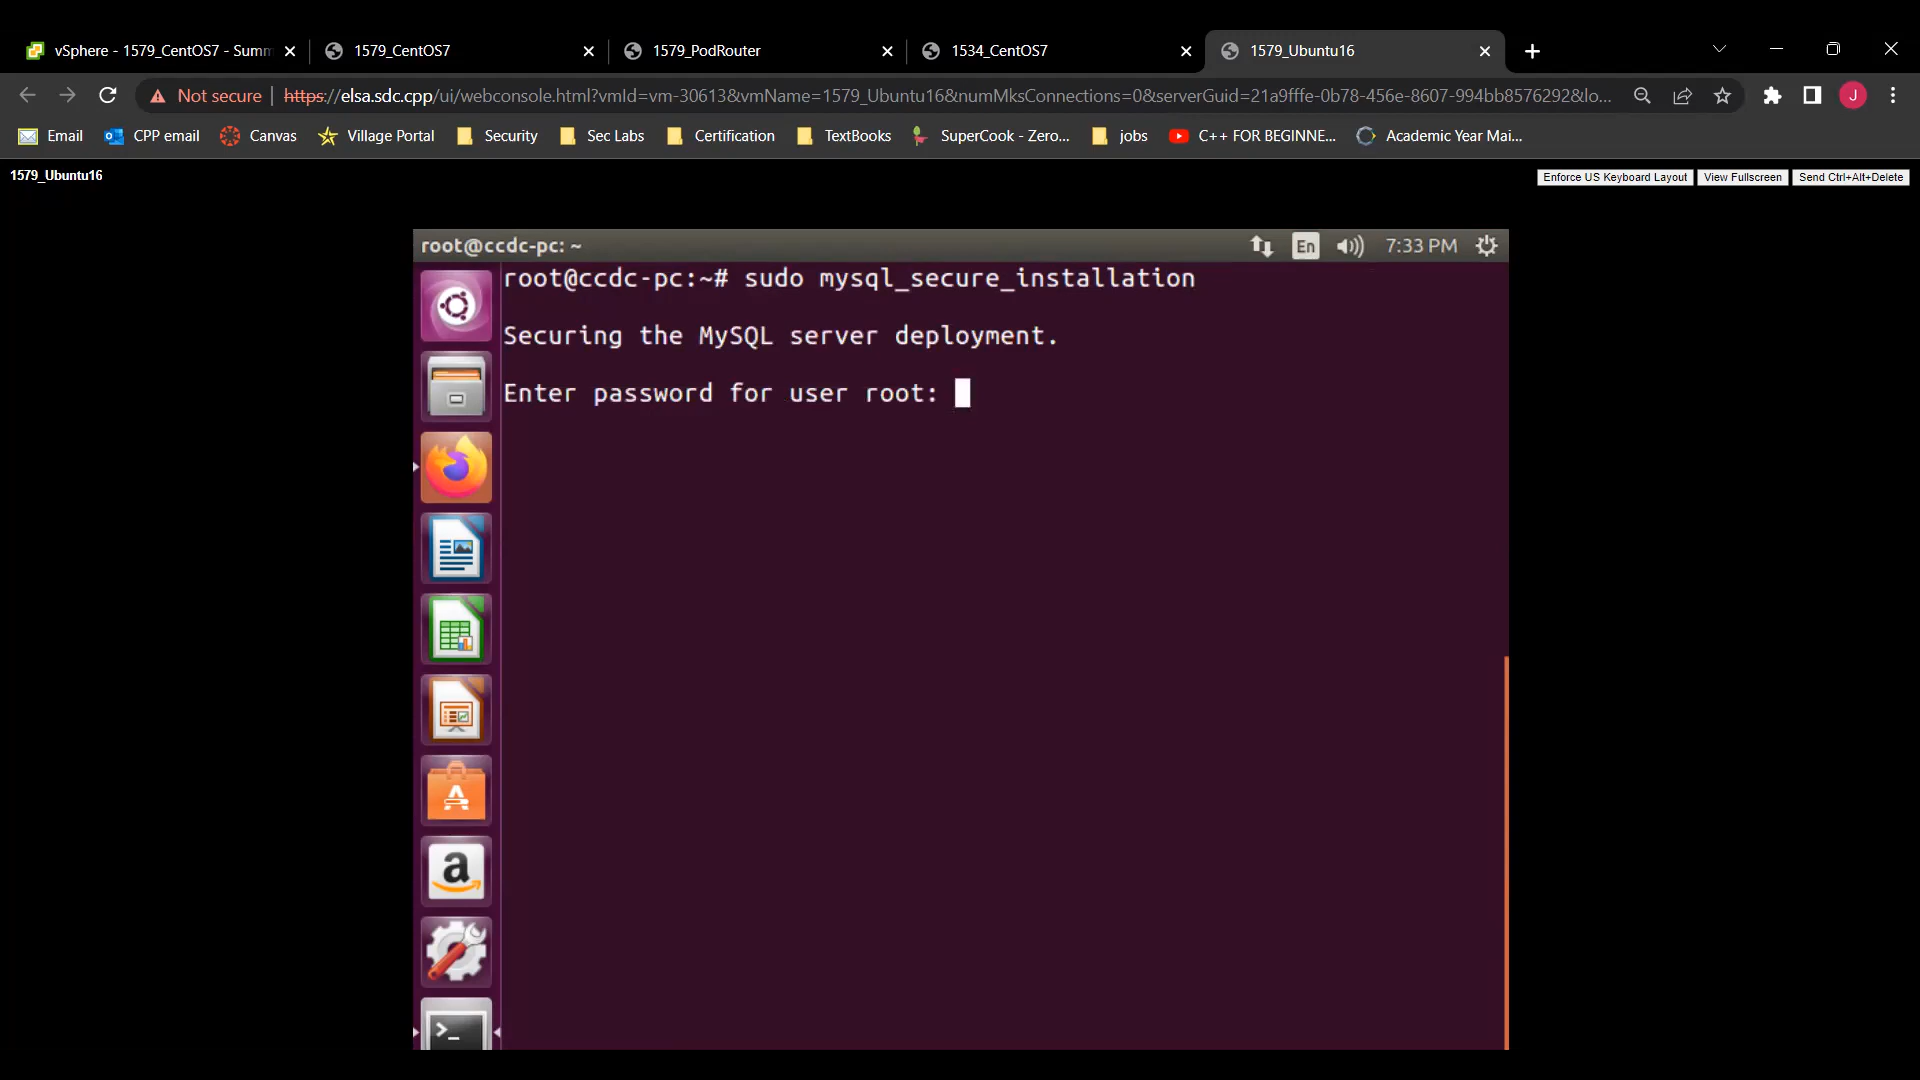 vSphere - 1579_CentOS7 - Summ
1579_CentOS7
1579_PodRouter
1534_CentOS7
1579_Ubuntu16
Not secure
https://elsa.sdc.cpp/ui/webconsole.html?vmId=vm-30613&vmName=1579_Ubuntu16&numMksConnections=0&serverGuid=21a9fffe-0b78-456e-8607-994bb8576292&lo...
J
Email
CPP email
Canvas
Village Portal
Security
Sec Labs
Certification
TextBooks
SuperCook - Zero...
jobs
C++ FOR BEGINNE...
Academic Year Mai...
1579_Ubuntu16
Enforce US Keyboard Layout
View Fullscreen
Send Ctrl+Alt+Delete
root@ccdc-pc: ~
En
7:33 PM
root@ccdc-pc:~# sudo mysql_secure_installation
Securing the MySQL server deployment.
Enter password for user root: